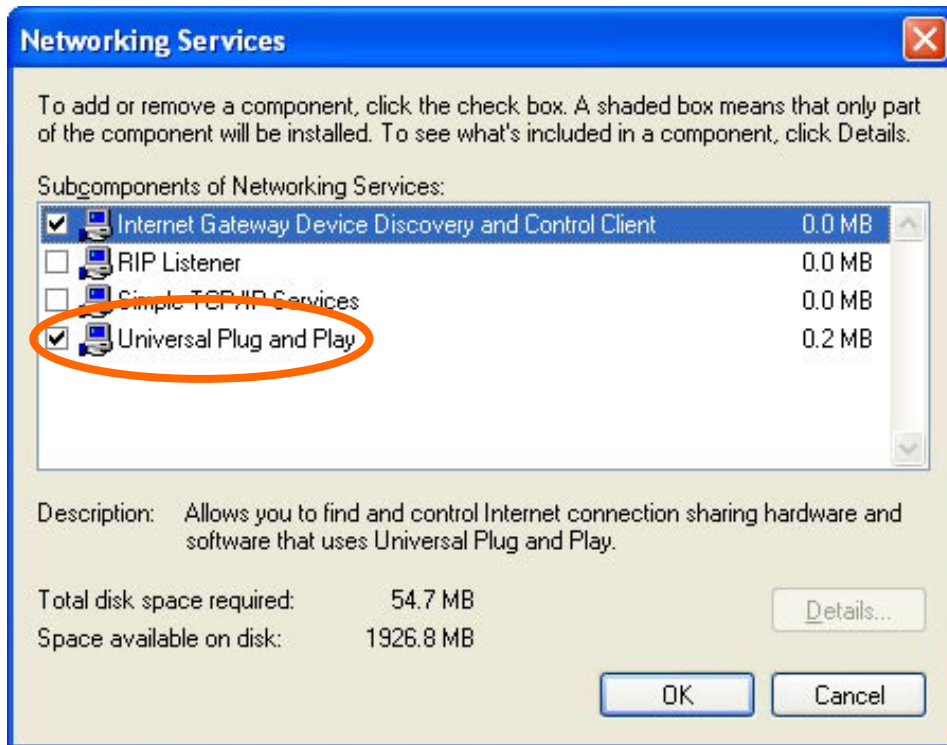 Networking Services
To add or remove a component, click the check box. A shaded box means that only part
of the component will be installed. To see what's included in a component, click Details.
Subcomponents of Networking Services:
Internet Gateway Device Discovery and Control Client 0.0 MB
RIP Listener 0.0 MB
Simple TCP/IP Services 0.0 MB
Universal Plug and Play 0.2 MB
Description: Allows you to find and control Internet connection sharing hardware and
software that uses Universal Plug and Play.
Total disk space required: 54.7 MB
Space available on disk: 1926.8 MB
Details...
OK Cancel